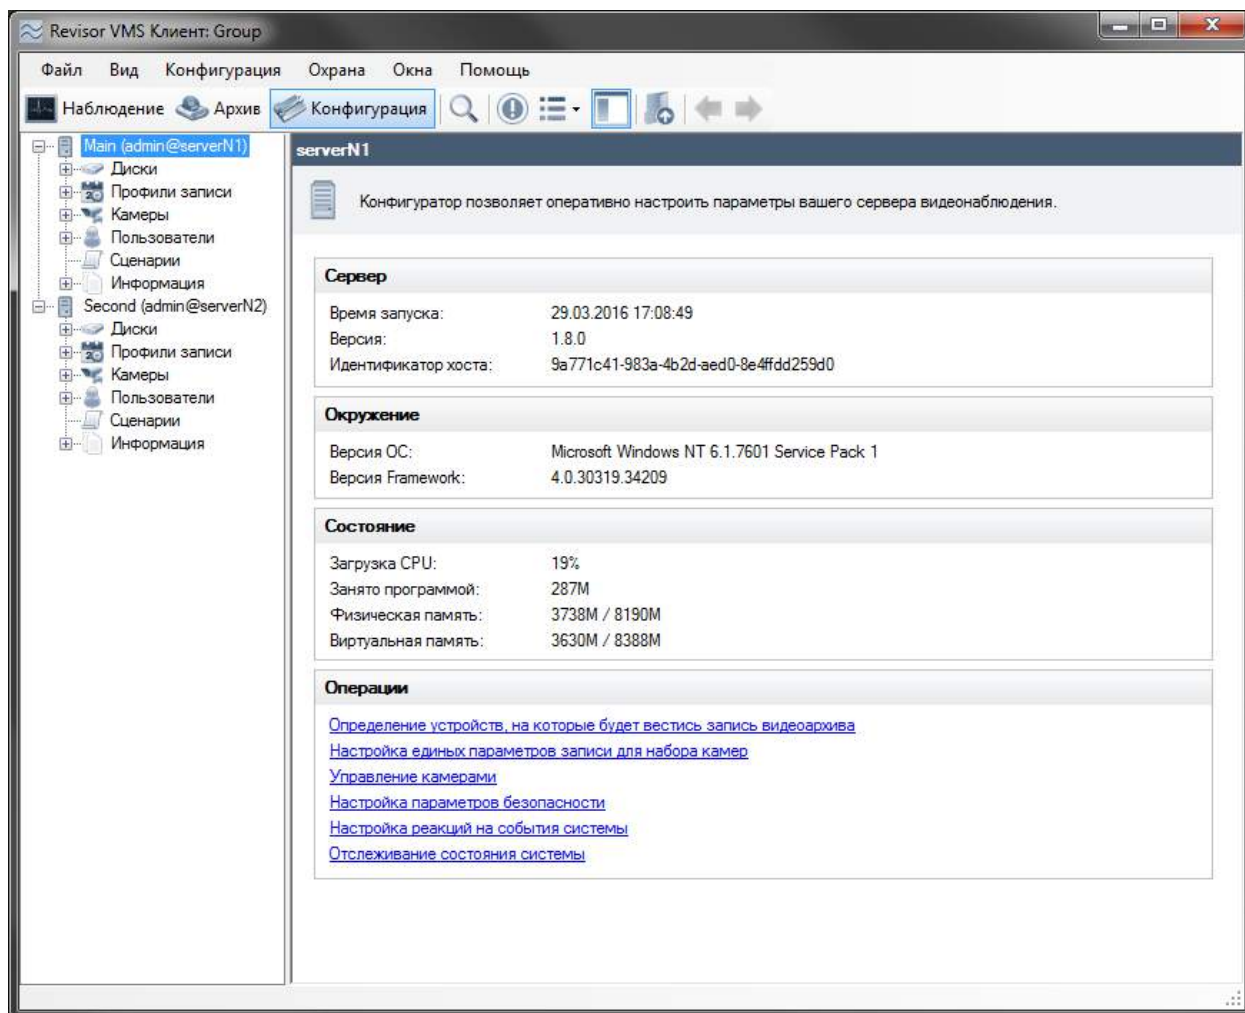 Revisor VMS Клиент: Group
Файл Вид Конфигурация Охрана Окна Помощь
Наблюдение Архив Конфигурация
Main (admin@serverN1)
Диски
Профили записи
Камеры
Пользователи
Сценарии
Информация
Second (admin@serverN2)
Диски
Профили записи
Камеры
Пользователи
Сценарии
Информация
serverN1
Конфигуратор позволяет оперативно настроить параметры вашего сервера видеонаблюдения.
Сервер
Время запуска: 29.03.2016 17:08:49
Версия: 1.8.0
Идентификатор хоста: 9a771c41-983a-4b2d-aed0-8e4ffdd259d0
Окружение
Версия ОС: Microsoft Windows NT 6.1.7601 Service Pack 1
Версия Framework: 4.0.30319.34209
Состояние
Загрузка CPU: 19%
Занято программой: 287M
Физическая память: 3738M / 8190M
Виртуальная память: 3630M / 8388M
Операции
Определение устройств, на которые будет вестись запись видеоархива
Настройка единых параметров записи для набора камер
Управление камерами
Настройка параметров безопасности
Настройка реакций на события системы
Отслеживание состояния системы